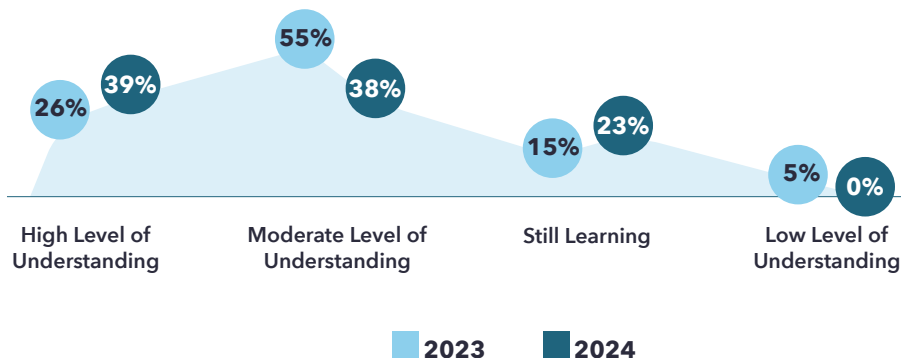 55%
39%
38%
26%
23%
15%
5%
0%
High Level of
Understanding
Moderate Level of
Understanding
Still Learning
Low Level of
Understanding
2023
2024